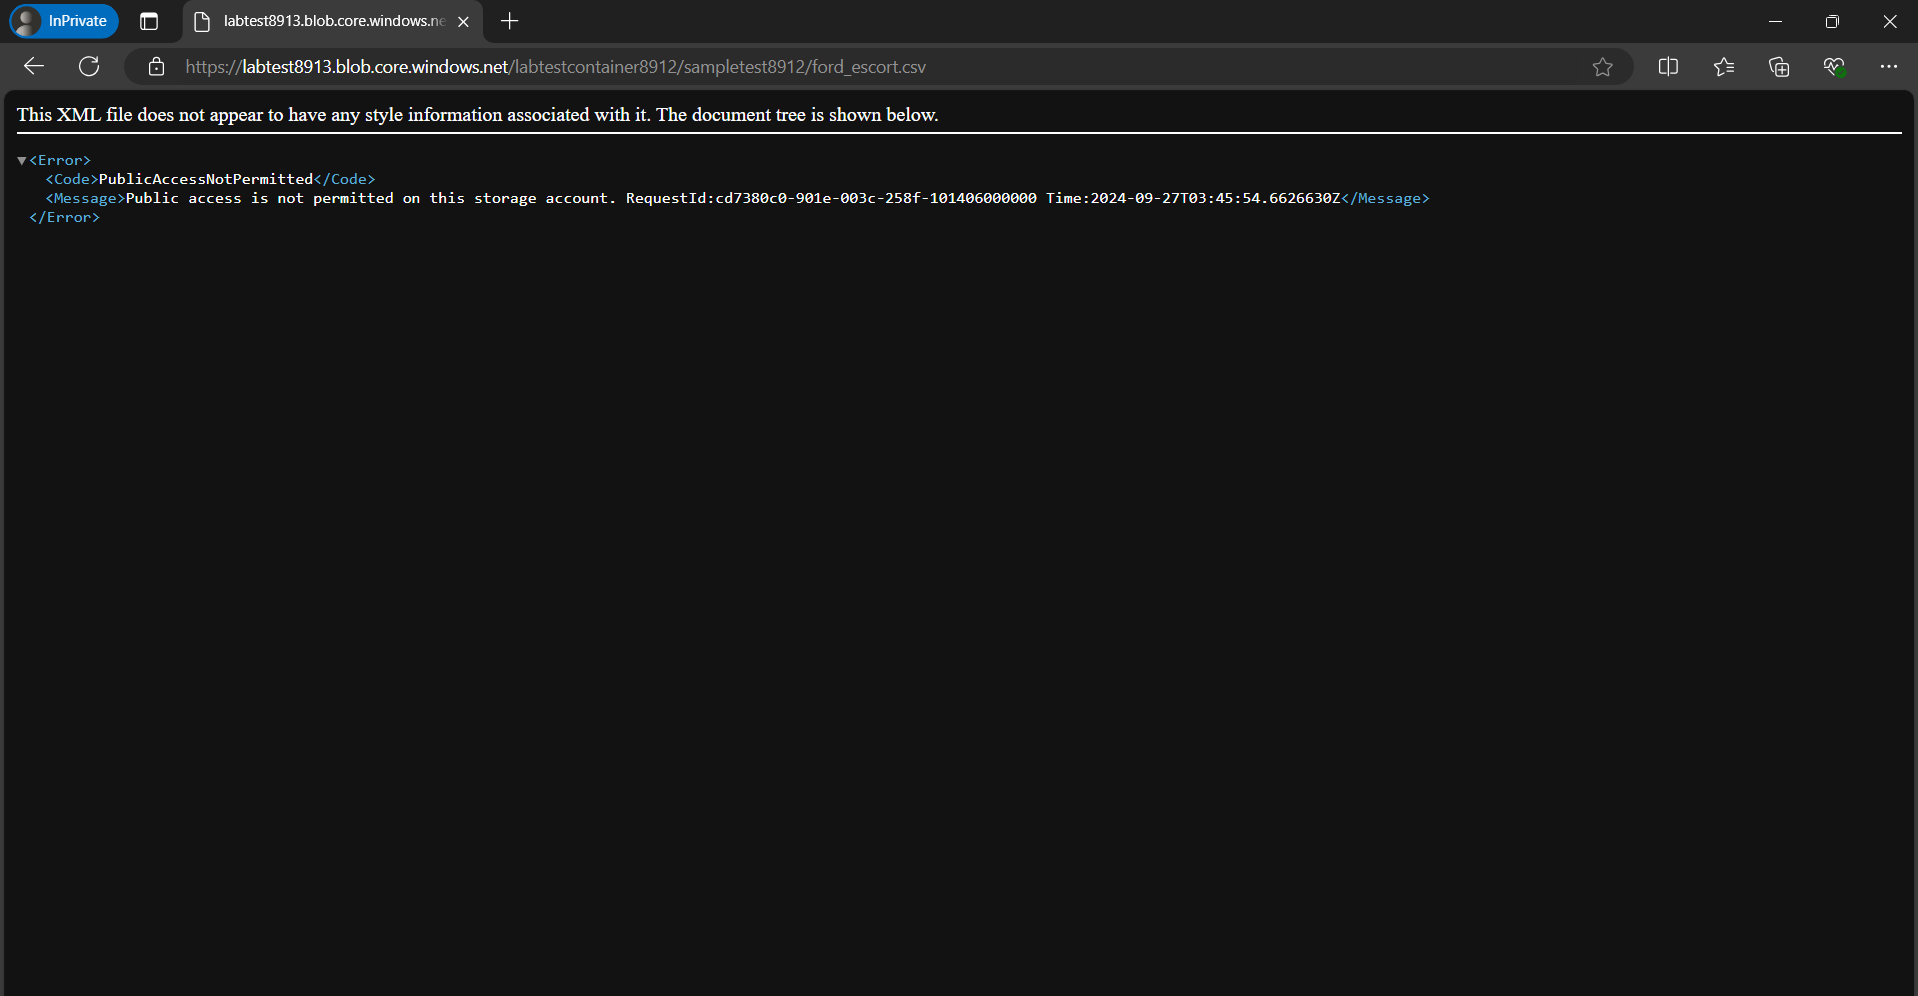 InPrivate
labtest8913.blob.core.windows.ne
https://labtest8913.blob.core.windows.net/labtestcontainer8912/sampletest8912/ford_escort.csv
This XML file does not appear to have any style information associated with it. The document tree is shown below.
▼<Error>
<Code>PublicAccessNotPermitted</Code>
<Message>Public access is not permitted on this storage account. RequestId:cd7380c0-901e-003c-258f-101406000000 Time:2024-09-27T03:45:54.6626630Z</Message>
</Error>